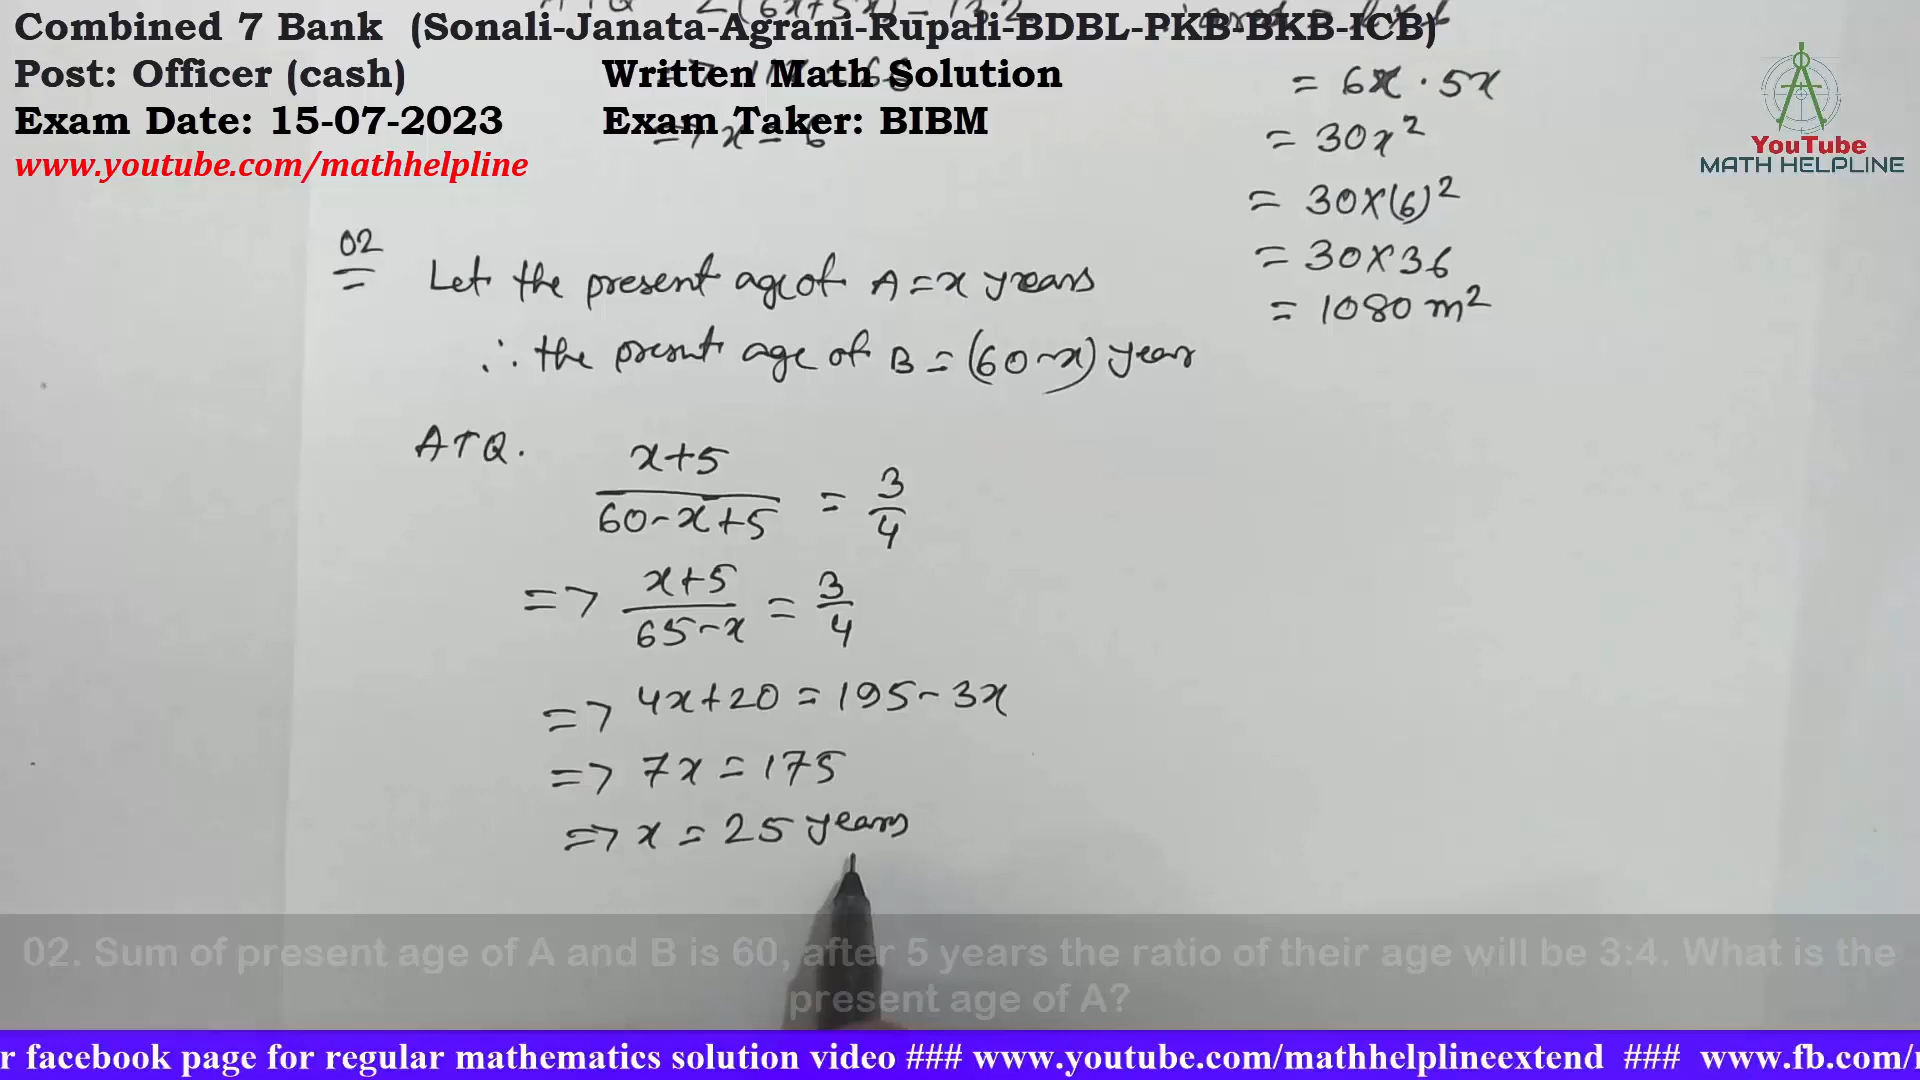 Combined 7 Bank (Sonali-Janata-Agrani-Rupali-BDBL-PKB-BKB-ICB)
Post: Officer (cash) Written Math Solution
Exam Date: 15-07-2023 Exam Taker: BIBM
www.youtube.com/mathhelpline
YouTube
MATH HELPLINE
=> x = 6
= 6x · 5x
= 30x²
= 30×(6)²
= 30×36
= 1080 m²
02
Let the present age of A = x years
∴ the present age of B = (60-x) year
ATQ. x+5/60-x+5 = 3/4
=> x+5/65-x = 3/4
=> 4x+20 = 195-3x
=> 7x = 175
=> x = 25 years
02. Sum of present age of A and B is 60, after 5 years the ratio of their age will be 3:4. What is the
present age of A?
r facebook page for regular mathematics solution video ### www.youtube.com/mathhelplineextend ### www.fb.com/